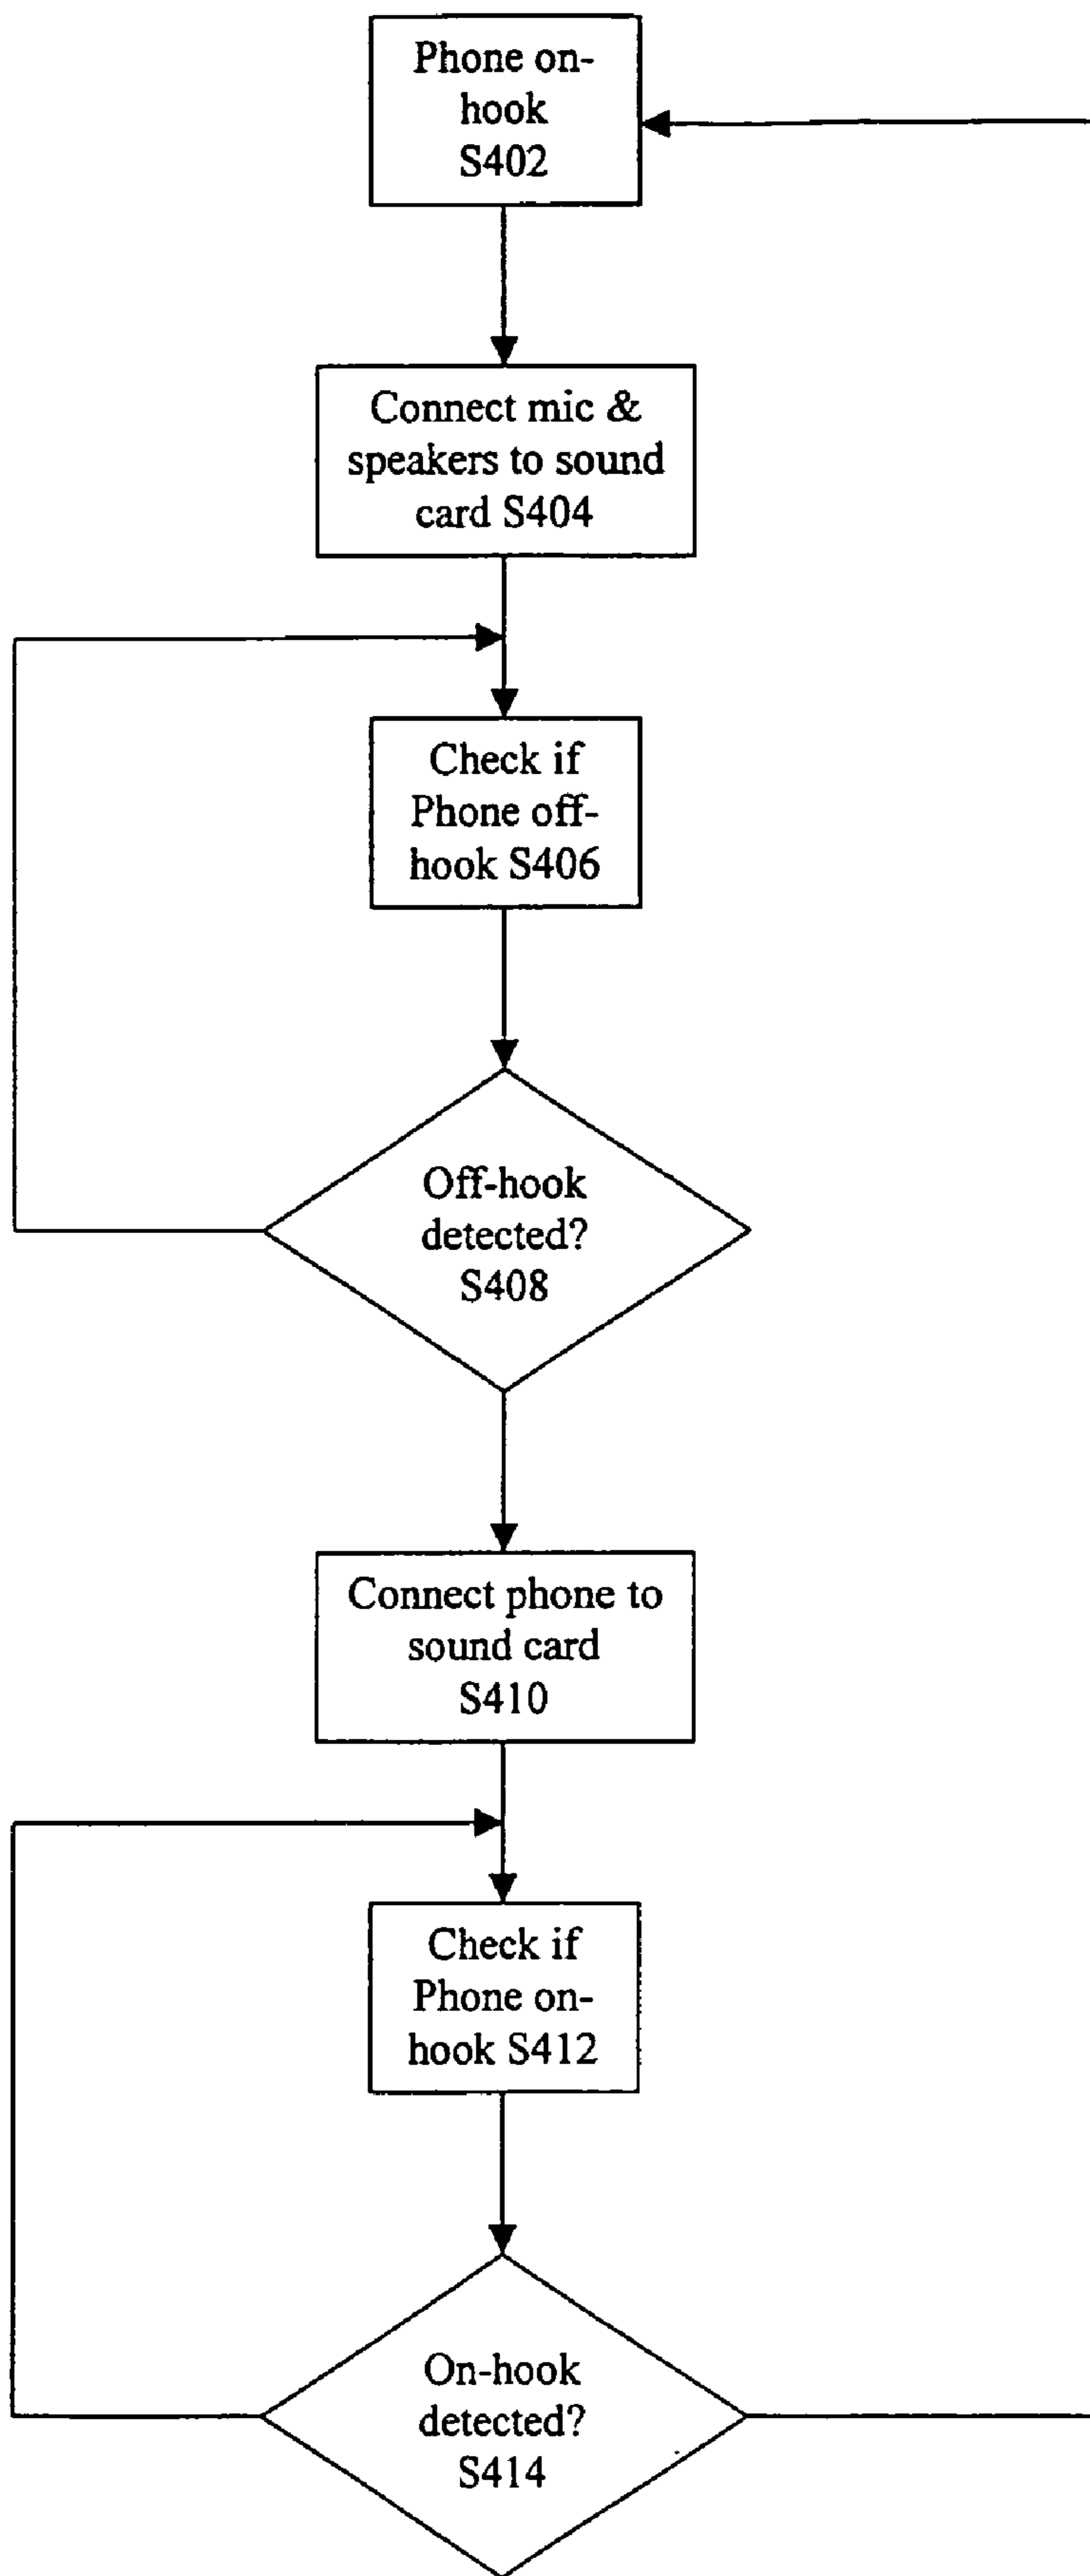 Phone on-
hook
S402
Connect mic &
speakers to sound
card S404
Check if
Phone off-
hook S406
Off-hook
detected?
S408
Connect phone to
sound card
S410
Check if
Phone on-
hook S412
On-hook
detected?
S414